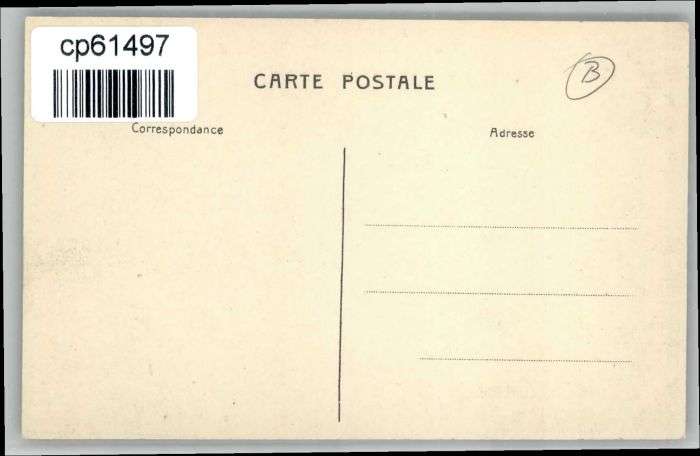 cp61497
CARTE POSTALE
B
Correspondance
Adresse